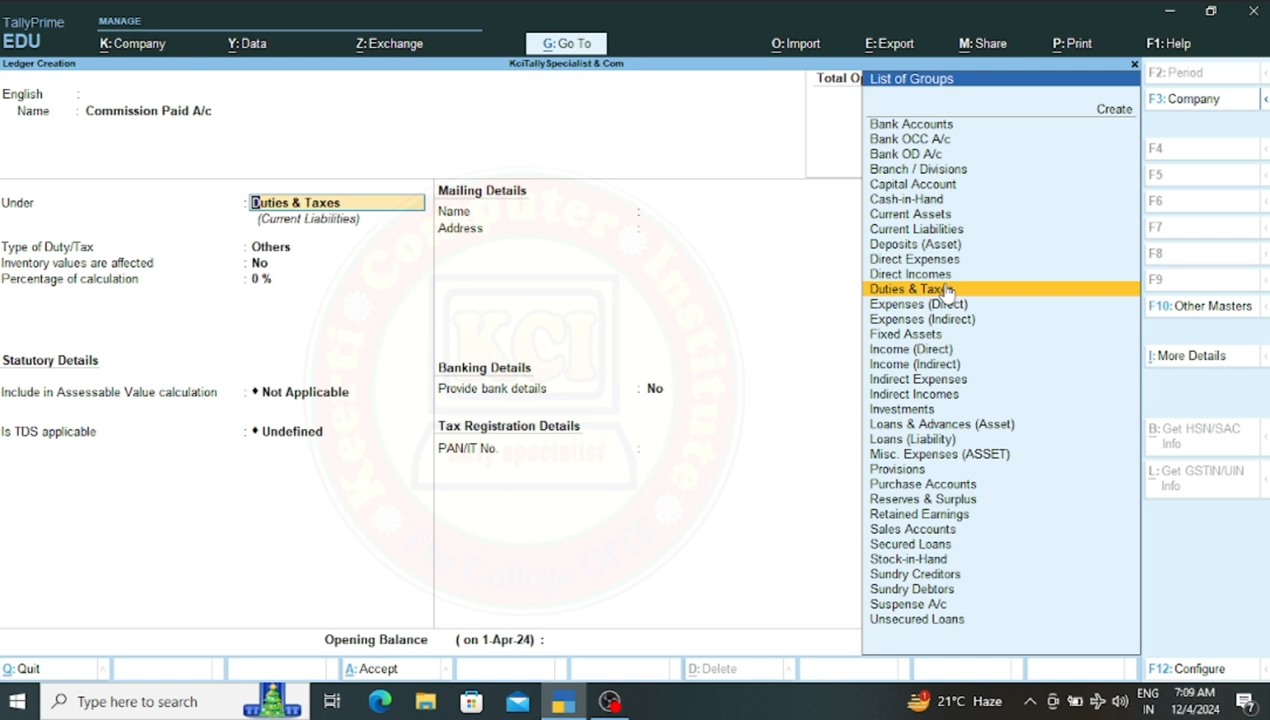 TallyPrime
EDU
MANAGE
K: Company
Y: Data
Z: Exchange
G: Go To
O: Import
E: Export
M: Share
P: Print
F1: Help
Ledger Creation
KciTallySpecialist & Com
English :
Name : Commission Paid A/c
Total O
Under : Duties & Taxes
(Current Liabilities)
Type of Duty/Tax : Others
Inventory values are affected : No
Percentage of calculation : 0 %
Statutory Details
Include in Assessable Value calculation : ♦ Not Applicable
Is TDS applicable : ♦ Undefined
Mailing Details
Name :
Address :
Banking Details
Provide bank details : No
Tax Registration Details
PAN/IT No. :
Opening Balance ( on 1-Apr-24) :
List of Groups
Create
Bank Accounts
Bank OCC A/c
Bank OD A/c
Branch / Divisions
Capital Account
Cash-in-Hand
Current Assets
Current Liabilities
Deposits (Asset)
Direct Expenses
Direct Incomes
Duties & Taxes
Expenses (Direct)
Expenses (Indirect)
Fixed Assets
Income (Direct)
Income (Indirect)
Indirect Expenses
Indirect Incomes
Investments
Loans & Advances (Asset)
Loans (Liability)
Misc. Expenses (ASSET)
Provisions
Purchase Accounts
Reserves & Surplus
Retained Earnings
Sales Accounts
Secured Loans
Stock-in-Hand
Sundry Creditors
Sundry Debtors
Suspense A/c
Unsecured Loans
F2: Period
F3: Company
F4
F5
F6
F7
F8
F9
F10: Other Masters
I: More Details
B: Get HSN/SAC
Info
L: Get GSTIN/UIN
Info
Q: Quit
A: Accept
D: Delete
F12: Configure
KCI
Computer
Institute
tally specialist
Type here to search
21°C Haze
ENG
IN
7:09 AM
12/4/2024
7